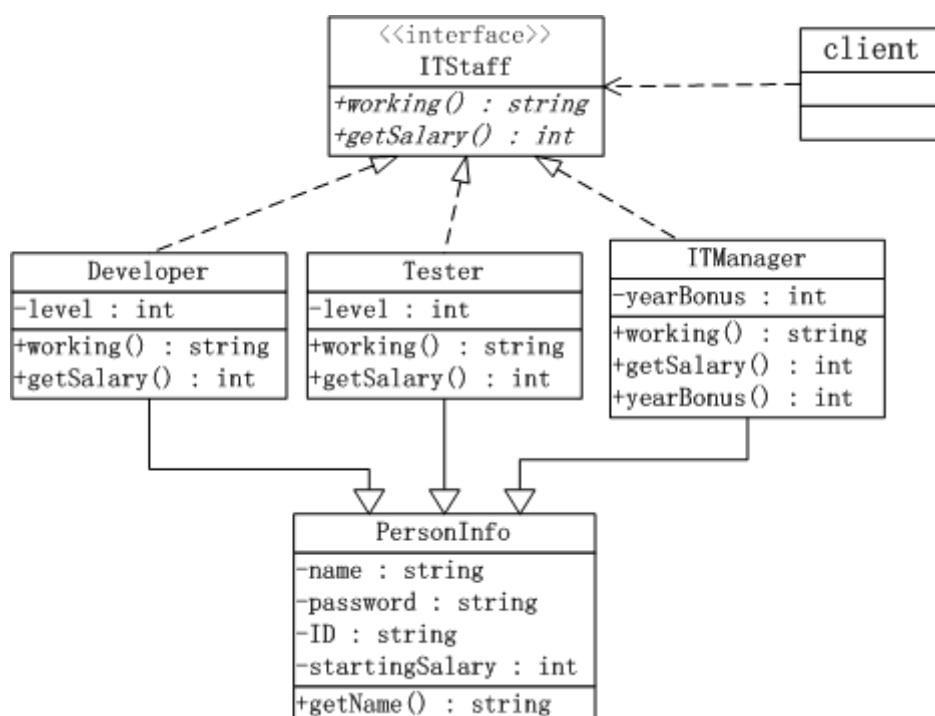 <<interface>>
ITStaff
+working() : string
+getSalary() : int
client
Developer
-level : int
+working() : string
+getSalary() : int
Tester
-level : int
+working() : string
+getSalary() : int
ITManager
-yearBonus : int
+working() : string
+getSalary() : int
+yearBonus() : int
PersonInfo
-name : string
-password : string
-ID : string
-startingSalary : int
+getName() : string